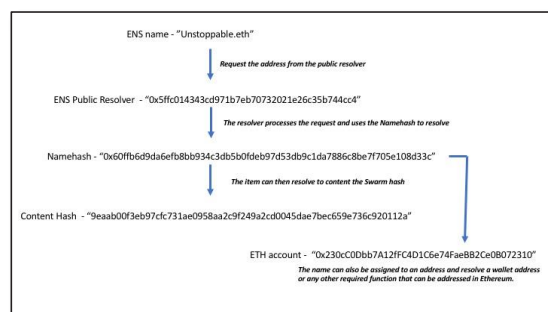 ENS name - "Unstoppable.eth"
Request the address from the public resolver
ENS Public Resolver - "0x5ffc014343cd971b7eb70732021e26c35b744cc4"
The resolver processes the request and uses the Namehash to resolve
Namehash - "0x60ffb6d9da6efb8bb934c3db5b0fdeb97d53db9c1da7886c8be7f705e108d33c"
The item can then resolve to content the Swarm hash
Content Hash - "9eaab00f3eb97cfc731ae0958aa2c9f249a2cd0045dae7bec659e736c920112a"
ETH account - "0x230cC0Dbb7A12fFC4D1C6e74FaeBB2Ce0B072310"
The name can also be assigned to an address and resolve a wallet address
or any other required function that can be addressed in Ethereum.